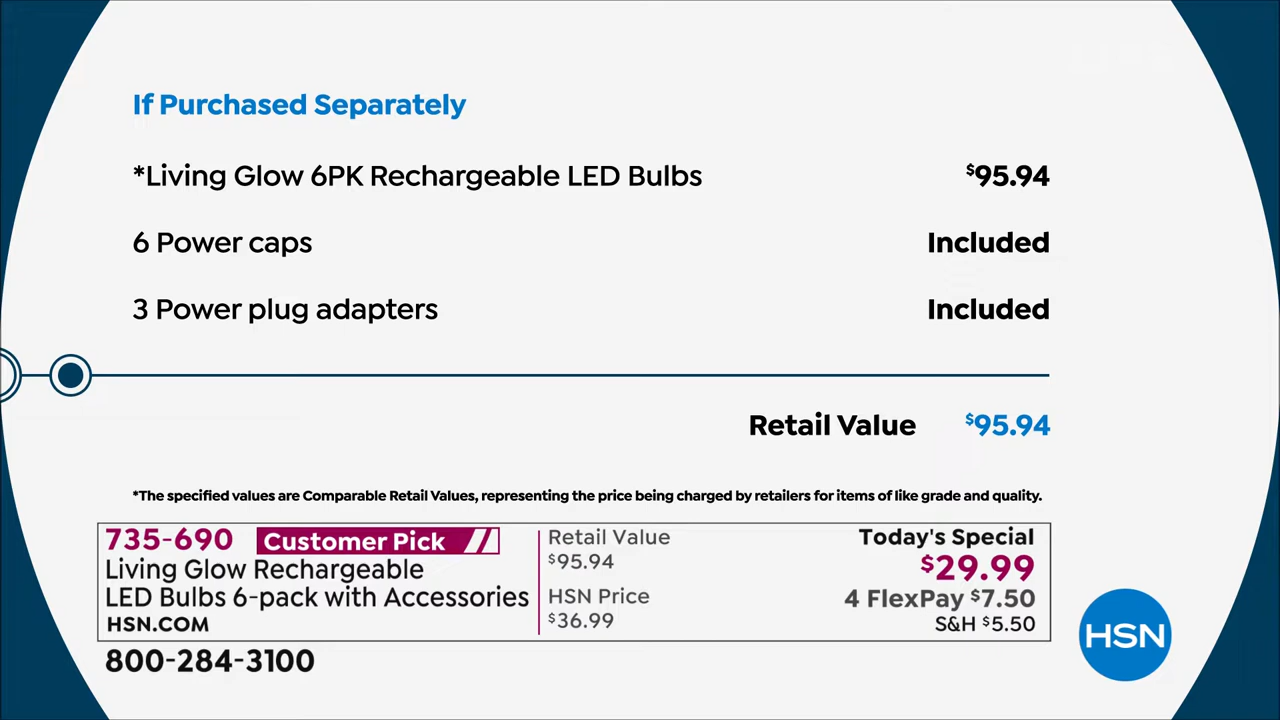 If Purchased Separately
*Living Glow 6PK Rechargeable LED Bulbs $95.94
6 Power caps Included
3 Power plug adapters Included
Retail Value $95.94
*The specified values are Comparable Retail Values, representing the price being charged by retailers for items of like grade and quality.
735-690 Customer Pick
Living Glow Rechargeable
LED Bulbs 6-pack with Accessories
HSN.COM
Retail Value
$95.94
HSN Price
$36.99
Today's Special
$29.99
4 FlexPay $7.50
S&H $5.50
HSN
800-284-3100